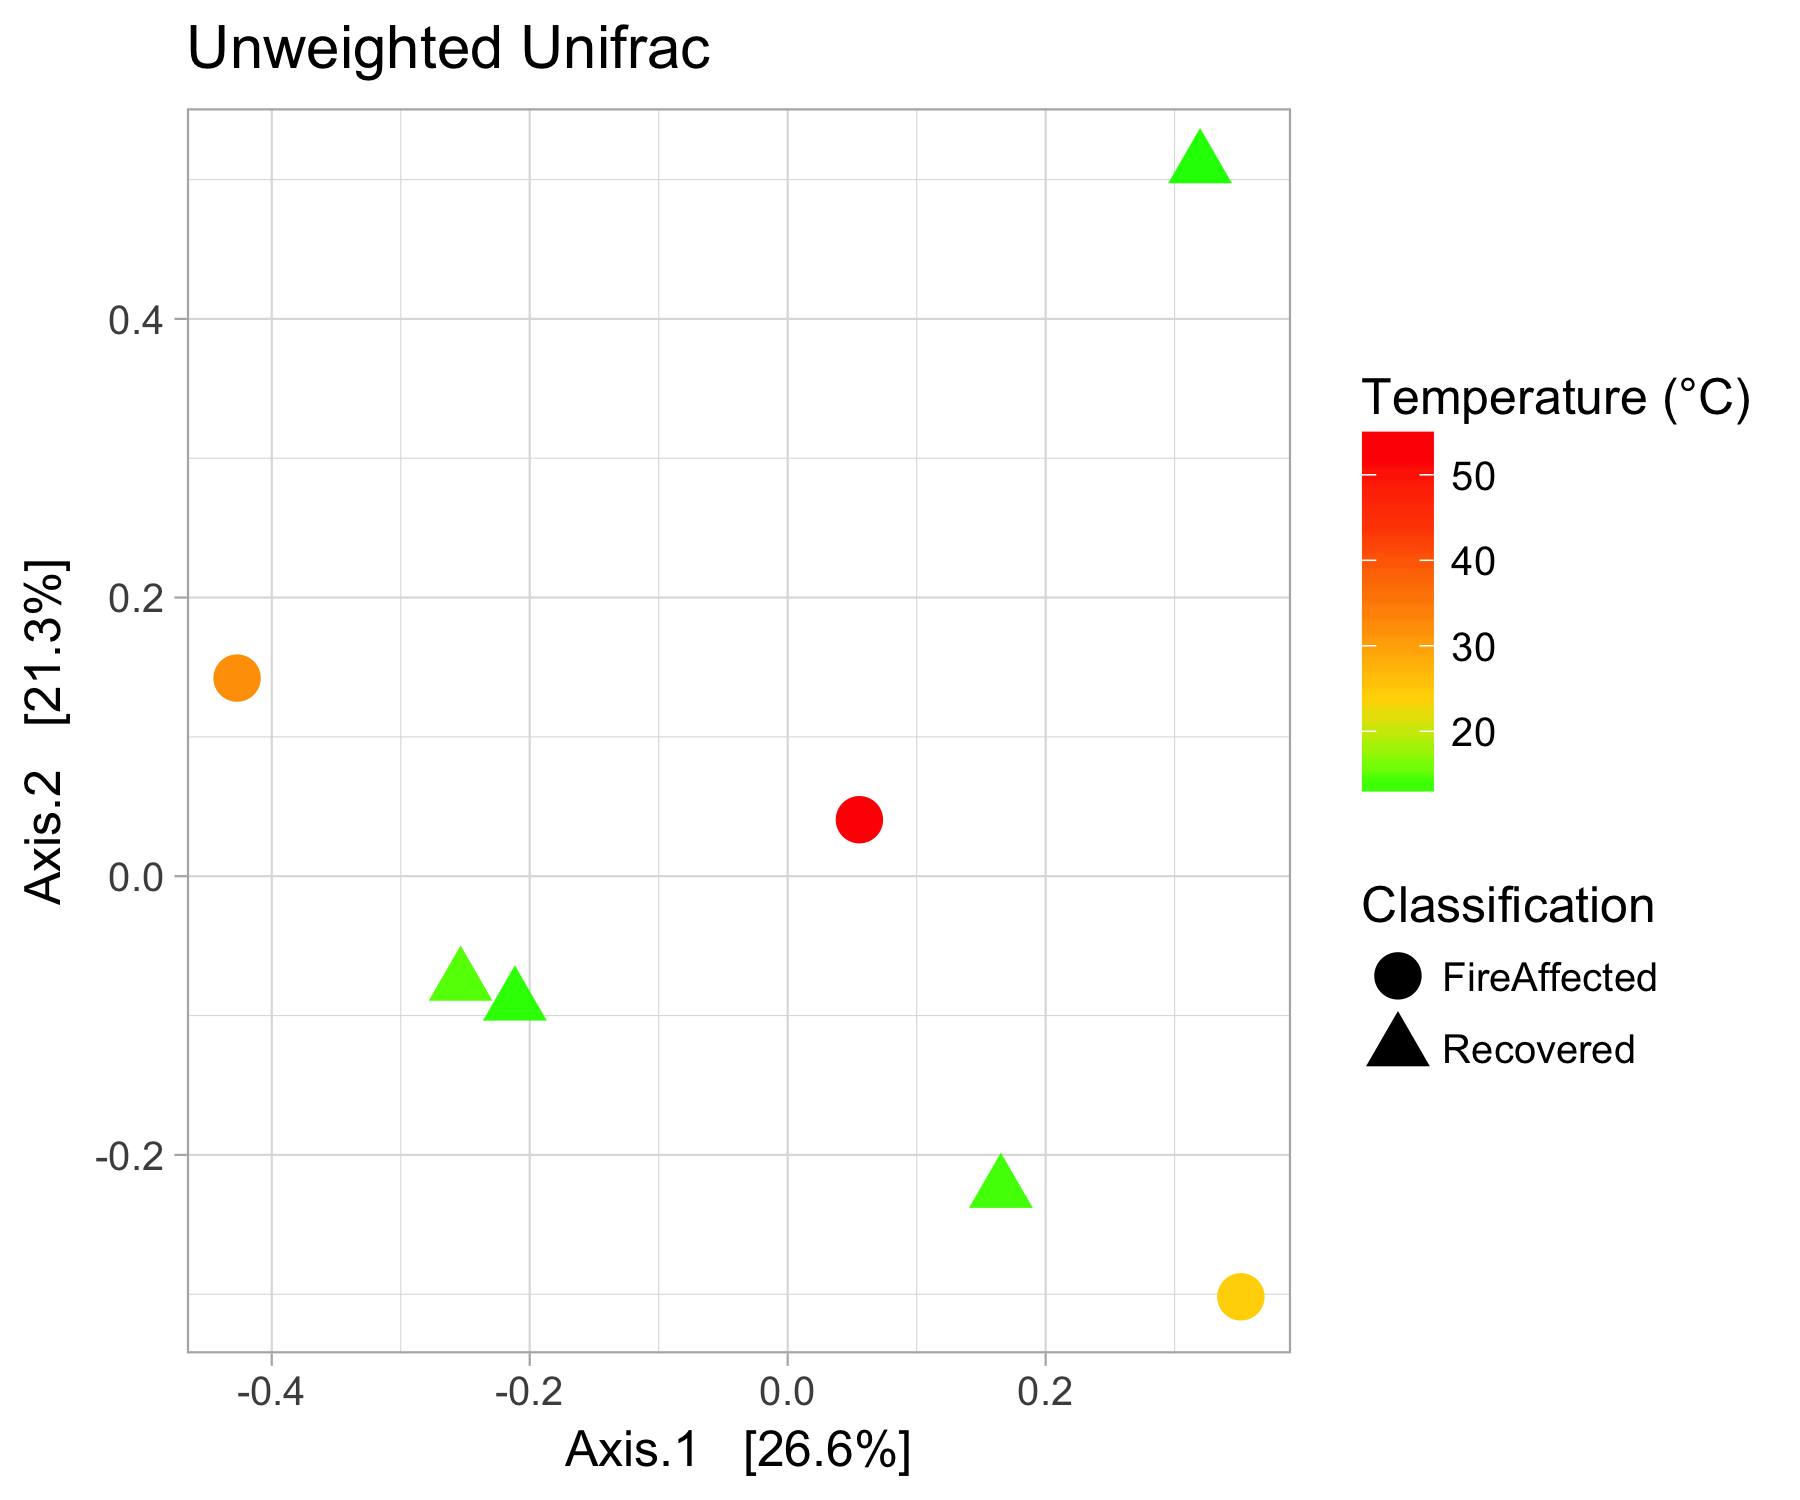 Unweighted Unifrac
0.4
0.2
0.0
-0.2
Axis.2   [21.3%]
-0.4
-0.2
0.0
0.2
Axis.1   [26.6%]
Temperature (°C)
50
40
30
20
Classification
FireAffected
Recovered